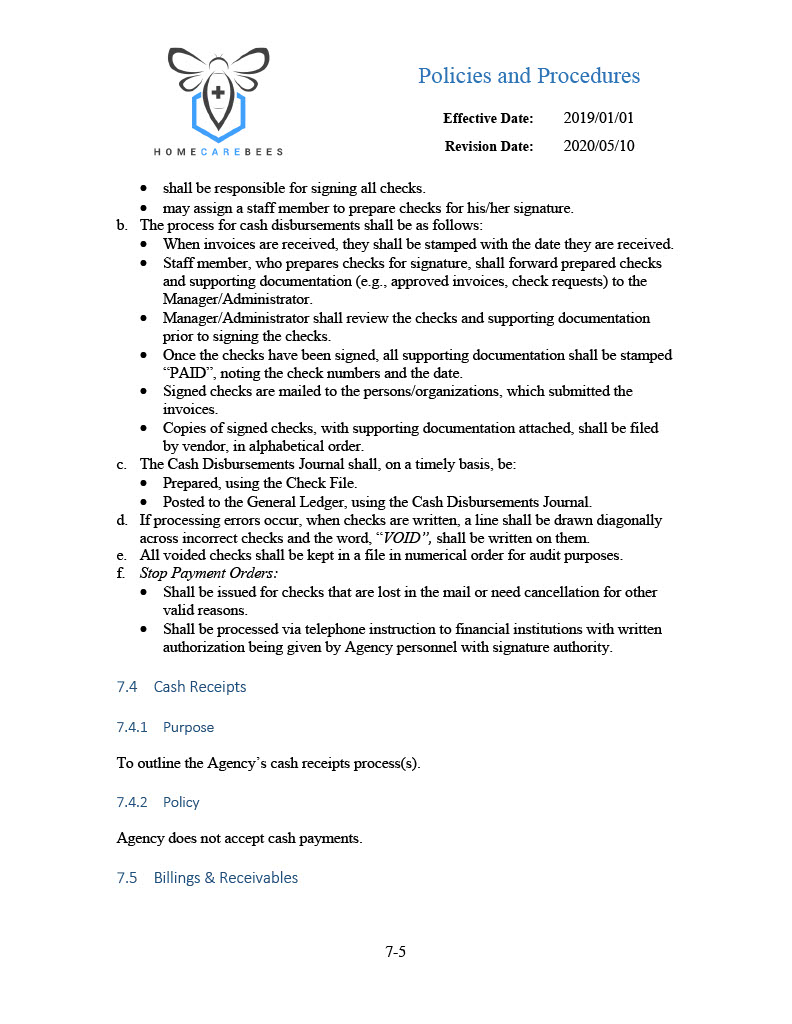 Policies and Procedures
Effective Date: 2019/01/01
Revision Date: 2020/05/10
HOMECAREBEES
• shall be responsible for signing all checks.
• may assign a staff member to prepare checks for his/her signature.
b. The process for cash disbursements shall be as follows:
• When invoices are received, they shall be stamped with the date they are received.
• Staff member, who prepares checks for signature, shall forward prepared checks
and supporting documentation (e.g., approved invoices, check requests) to the
Manager/Administrator.
• Manager/Administrator shall review the checks and supporting documentation
prior to signing the checks.
• Once the checks have been signed, all supporting documentation shall be stamped
“PAID”, noting the check numbers and the date.
• Signed checks are mailed to the persons/organizations, which submitted the
invoices.
• Copies of signed checks, with supporting documentation attached, shall be filed
by vendor, in alphabetical order.
c. The Cash Disbursements Journal shall, on a timely basis, be:
• Prepared, using the Check File.
• Posted to the General Ledger, using the Cash Disbursements Journal.
d. If processing errors occur, when checks are written, a line shall be drawn diagonally
across incorrect checks and the word, “VOID”, shall be written on them.
e. All voided checks shall be kept in a file in numerical order for audit purposes.
f. Stop Payment Orders:
• Shall be issued for checks that are lost in the mail or need cancellation for other
valid reasons.
• Shall be processed via telephone instruction to financial institutions with written
authorization being given by Agency personnel with signature authority.
7.4 Cash Receipts
7.4.1 Purpose
To outline the Agency’s cash receipts process(s).
7.4.2 Policy
Agency does not accept cash payments.
7.5 Billings & Receivables
7-5